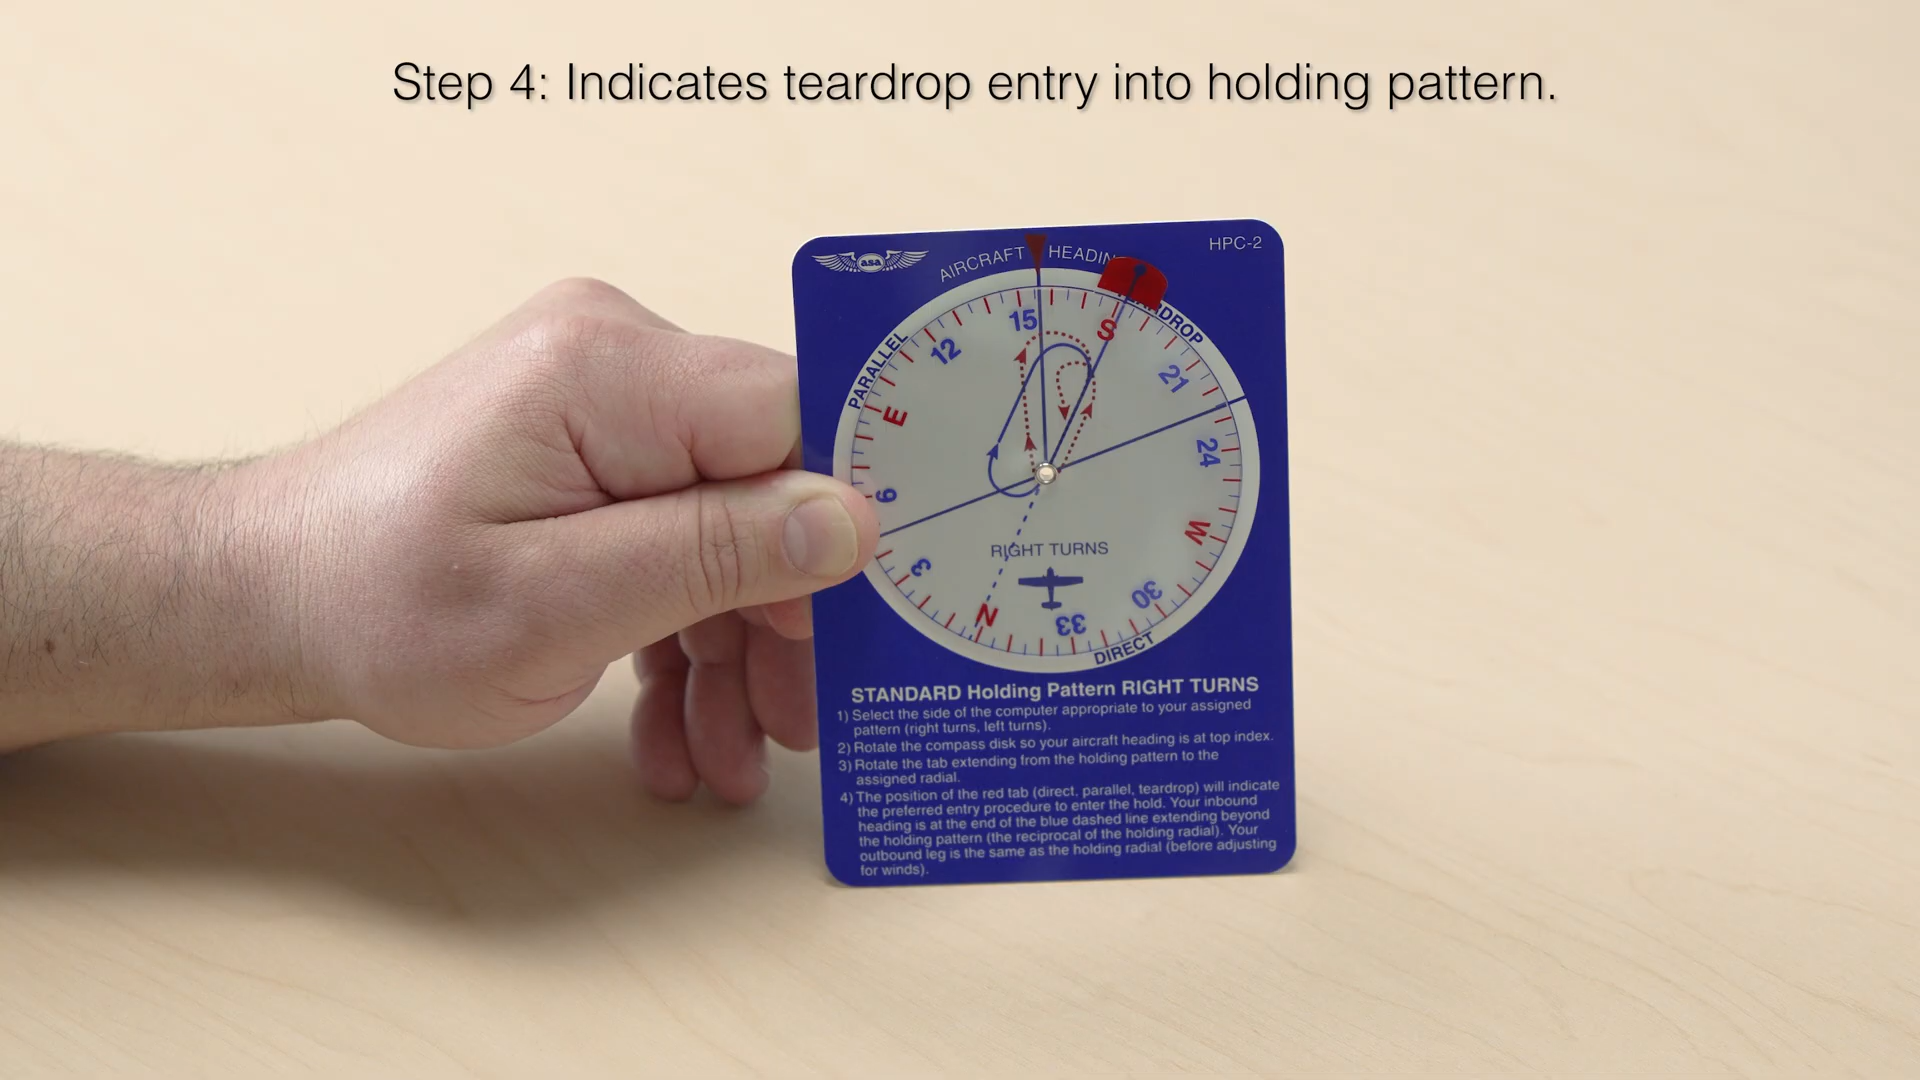 Step 4: Indicates teardrop entry into holding pattern.
HPC-2
asa
AIRCRAFT HEADIN
PARALLEL
DROP
15
S
12
21
E
24
6
W
3
30
N
33
RIGHT TURNS
DIRECT
STANDARD Holding Pattern RIGHT TURNS
1) Select the side of the computer appropriate to your assigned
pattern (right turns, left turns).
2) Rotate the compass disk so your aircraft heading is at top index.
3) Rotate the tab extending from the holding pattern to the
assigned radial.
4) The position of the red tab (direct, parallel, teardrop) will indicate
the preferred entry procedure to enter the hold. Your inbound
heading is at the end of the blue dashed line extending beyond
the holding pattern (the reciprocal of the holding radial). Your
outbound leg is the same as the holding radial (before adjusting
for winds).